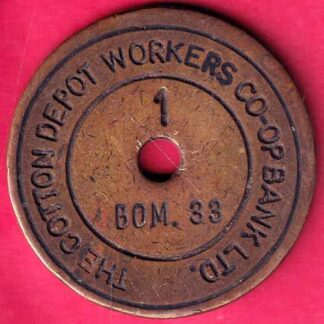 THE COTTON DEPOT WORKERS CO-OP BANK LTD.
1
BOM. 33